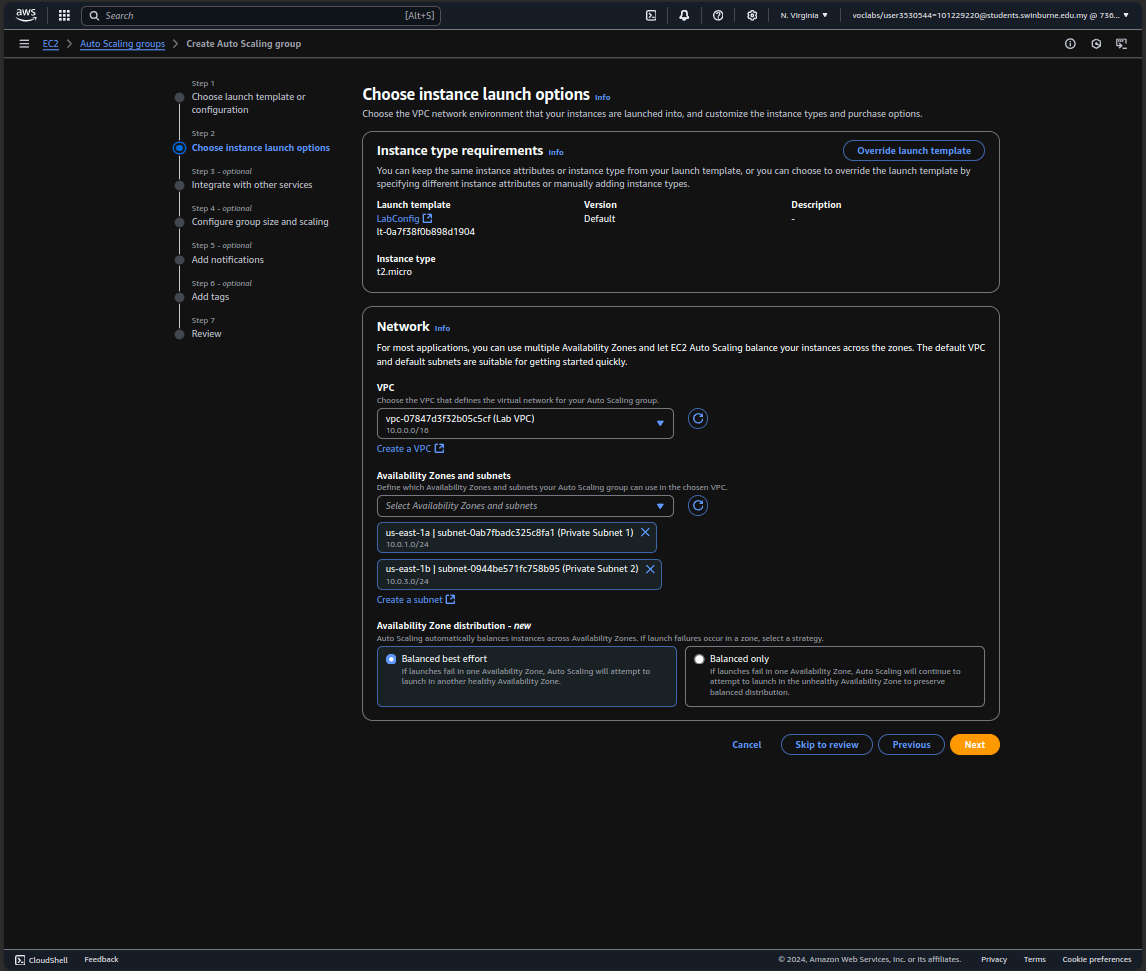 aws
Search
[Alt+S]
N. Virginia
voclabs/user3530544=101229220@students.swinburne.edu.my @ 736...
EC2 > Auto Scaling groups > Create Auto Scaling group
Step 1
Choose launch template or
configuration
Step 2
Choose instance launch options
Step 3 - optional
Integrate with other services
Step 4 - optional
Configure group size and scaling
Step 5 - optional
Add notifications
Step 6 - optional
Add tags
Step 7
Review
Choose instance launch options Info
Choose the VPC network environment that your instances are launched into, and customize the instance types and purchase options.
Instance type requirements Info
Override launch template
You can keep the same instance attributes or instance type from your launch template, or you can choose to override the launch template by
specifying different instance attributes or manually adding instance types.
Launch template
LabConfig
lt-0a7f38f0b898d1904
Version
Default
Description
-
Instance type
t2.micro
Network Info
For most applications, you can use multiple Availability Zones and let EC2 Auto Scaling balance your instances across the zones. The default VPC
and default subnets are suitable for getting started quickly.
VPC
Choose the VPC that defines the virtual network for your Auto Scaling group.
vpc-07847d3f32b05c5cf (Lab VPC)
10.0.0.0/16
Create a VPC
Availability Zones and subnets
Define which Availability Zones and subnets your Auto Scaling group can use in the chosen VPC.
Select Availability Zones and subnets
us-east-1a | subnet-0ab7fbadc325c8fa1 (Private Subnet 1)
10.0.1.0/24
us-east-1b | subnet-0944be571fc758b95 (Private Subnet 2)
10.0.3.0/24
Create a subnet
Availability Zone distribution - new
Auto Scaling automatically balances instances across Availability Zones. If launch failures occur in a zone, select a strategy.
Balanced best effort
If launches fail in one Availability Zone, Auto Scaling will attempt to
launch in another healthy Availability Zone.
Balanced only
If launches fail in one Availability Zone, Auto Scaling will continue to
attempt to launch in the unhealthy Availability Zone to preserve
balanced distribution.
Cancel
Skip to review
Previous
Next
CloudShell
Feedback
© 2024, Amazon Web Services, Inc. or its affiliates.
Privacy
Terms
Cookie preferences